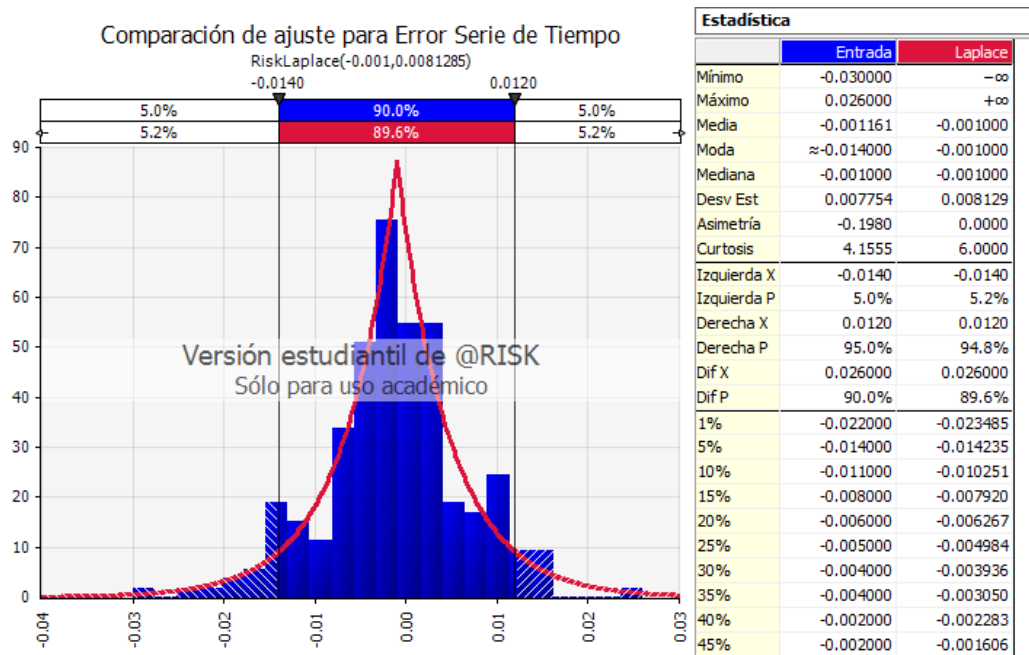 Comparación de ajuste para Error Serie de Tiempo
RiskLaplace(-0.001,0.0081285)
-0.0140 0.0120
5.0% 90.0% 5.0%
5.2% 89.6% 5.2%
90
80
70
60
50
40
30
20
10
0
Versión estudiantil de @RISK
Sólo para uso académico
-0.04 -0.03 -0.02 -0.01 0.00 0.01 0.02 0.03
Estadística
Entrada Laplace
Mínimo -0.030000 −∞
Máximo 0.026000 +∞
Media -0.001161 -0.001000
Moda ≈-0.014000 -0.001000
Mediana -0.001000 -0.001000
Desv Est 0.007754 0.008129
Asimetría -0.1980 0.0000
Curtosis 4.1555 6.0000
Izquierda X -0.0140 -0.0140
Izquierda P 5.0% 5.2%
Derecha X 0.0120 0.0120
Derecha P 95.0% 94.8%
Dif X 0.026000 0.026000
Dif P 90.0% 89.6%
1% -0.022000 -0.023485
5% -0.014000 -0.014235
10% -0.011000 -0.010251
15% -0.008000 -0.007920
20% -0.006000 -0.006267
25% -0.005000 -0.004984
30% -0.004000 -0.003936
35% -0.004000 -0.003050
40% -0.002000 -0.002283
45% -0.002000 -0.001606